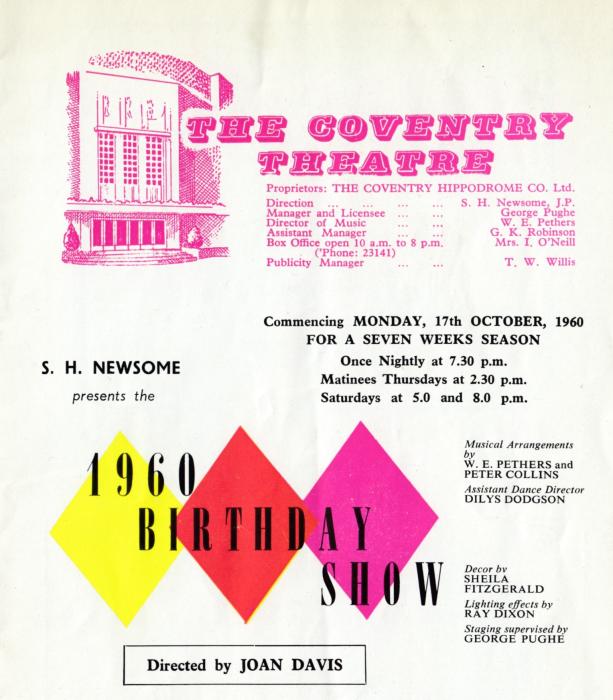 THE COVENTRY
THEATRE
Proprietors: THE COVENTRY HIPPODROME CO. Ltd.
Direction ... ... ... ... S. H. Newsome, J.P.
Manager and Licensee ... ... George Pughe
Director of Music ... ... W. E. Pethers
Assistant Manager ... ... G. K. Robinson
Box Office open 10 a.m. to 8 p.m. Mrs. I. O'Neill
('Phone: 23141)
Publicity Manager ... ... T. W. Willis
Commencing MONDAY, 17th OCTOBER, 1960
FOR A SEVEN WEEKS SEASON
Once Nightly at 7.30 p.m.
Matinees Thursdays at 2.30 p.m.
Saturdays at 5.0 and 8.0 p.m.
S. H. NEWSOME
presents the
1960
BIRTHDAY
SHOW
Musical Arrangements
by
W. E. PETHERS and
PETER COLLINS
Assistant Dance Director
DILYS DODGSON
Decor by
SHEILA
FITZGERALD
Lighting effects by
RAY DIXON
Staging supervised by
GEORGE PUGHE
Directed by JOAN DAVIS